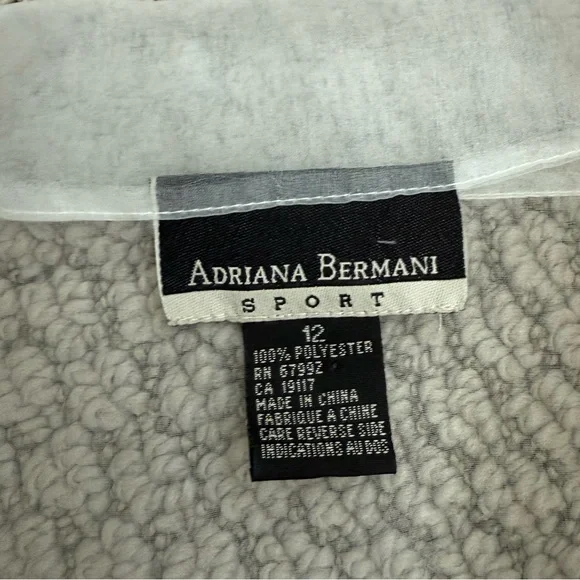 ADRIANA BERMANI
SPORT
12
100% POLYESTER
RN 67992
CA 19117
MADE IN CHINA
FABRIQUE A CHINE
CARE REVERSE SIDE
INDICATIONS AU DOS